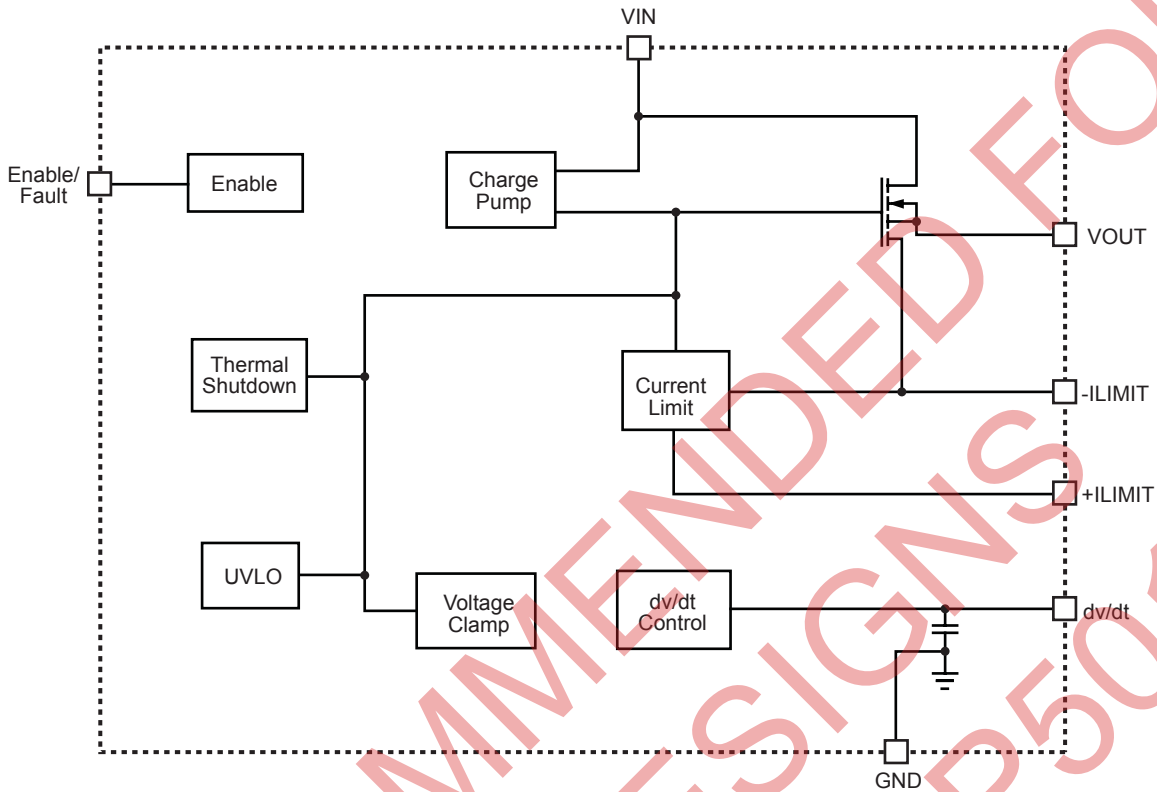 VIN
Enable/
Fault
Enable
Charge
Pump
VOUT
Thermal
Shutdown
Current
Limit
-ILIMIT
+ILIMIT
UVLO
Voltage
Clamp
dv/dt
Control
dv/dt
GND
MMENDED FO
ESIGNS